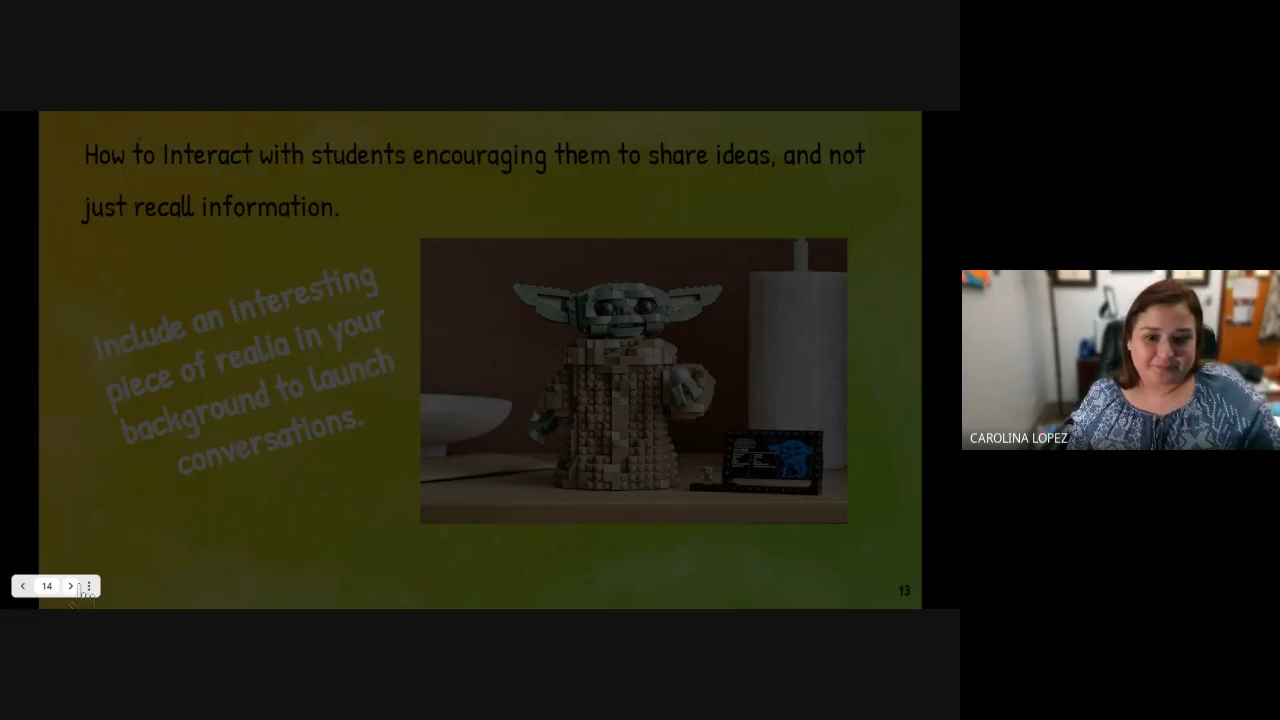 How to Interact with students encouraging them to share ideas, and not
just recall information.
Include an interesting
piece of realia in your
background to launch
conversations.
CAROLINA LOPEZ
14
13